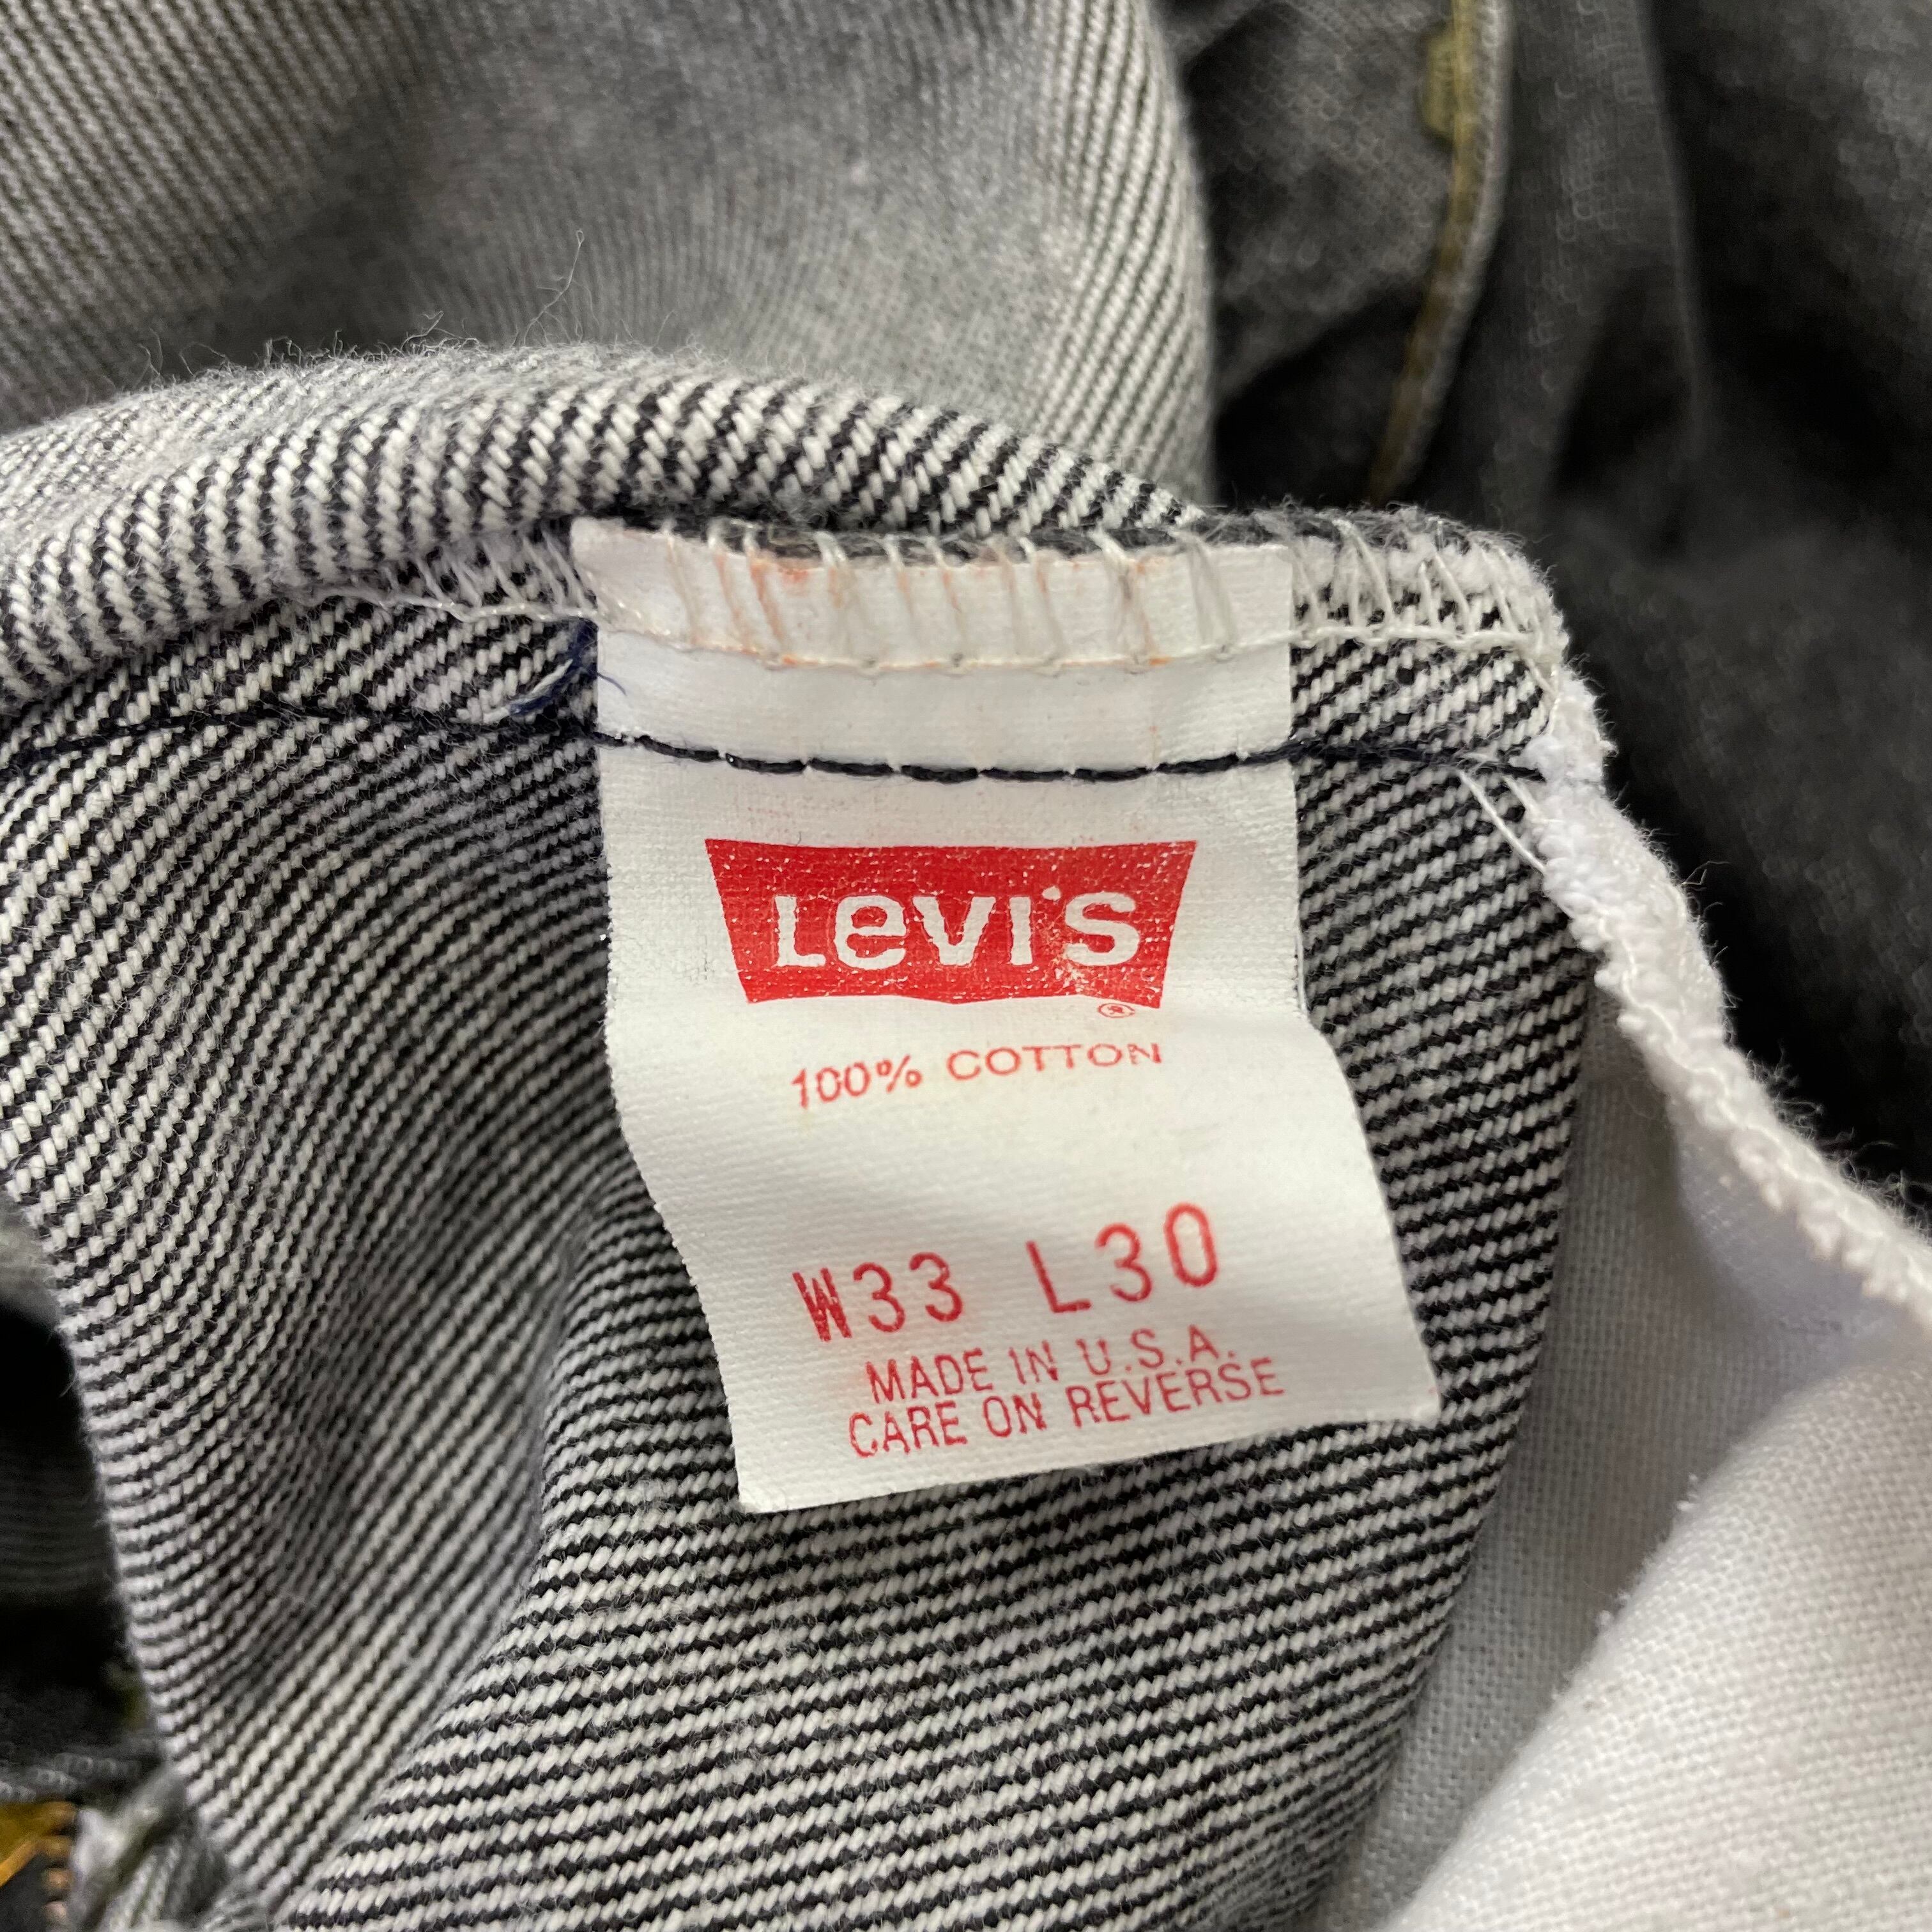 Levi's
®
100% COTTON
W33 L30
MADE IN U.S.A.
CARE ON REVERSE